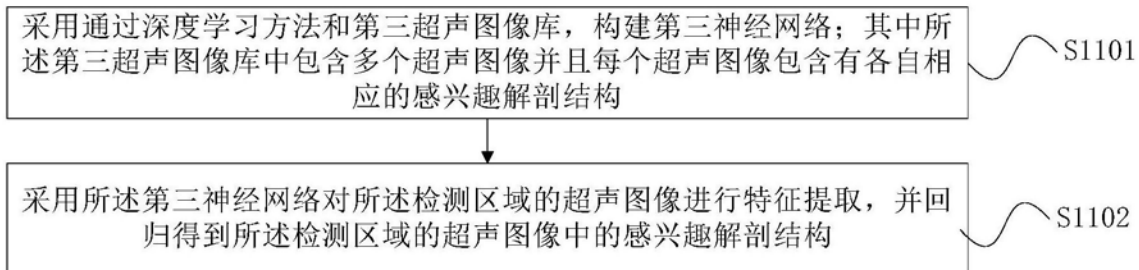 采用通过深度学习方法和第三超声图像库，构建第三神经网络；其中所
述第三超声图像库中包含多个超声图像并且每个超声图像包含有各自相
应的感兴趣解剖结构
S1101
采用所述第三神经网络对所述检测区域的超声图像进行特征提取，并回
归得到所述检测区域的超声图像中的感兴趣解剖结构
S1102